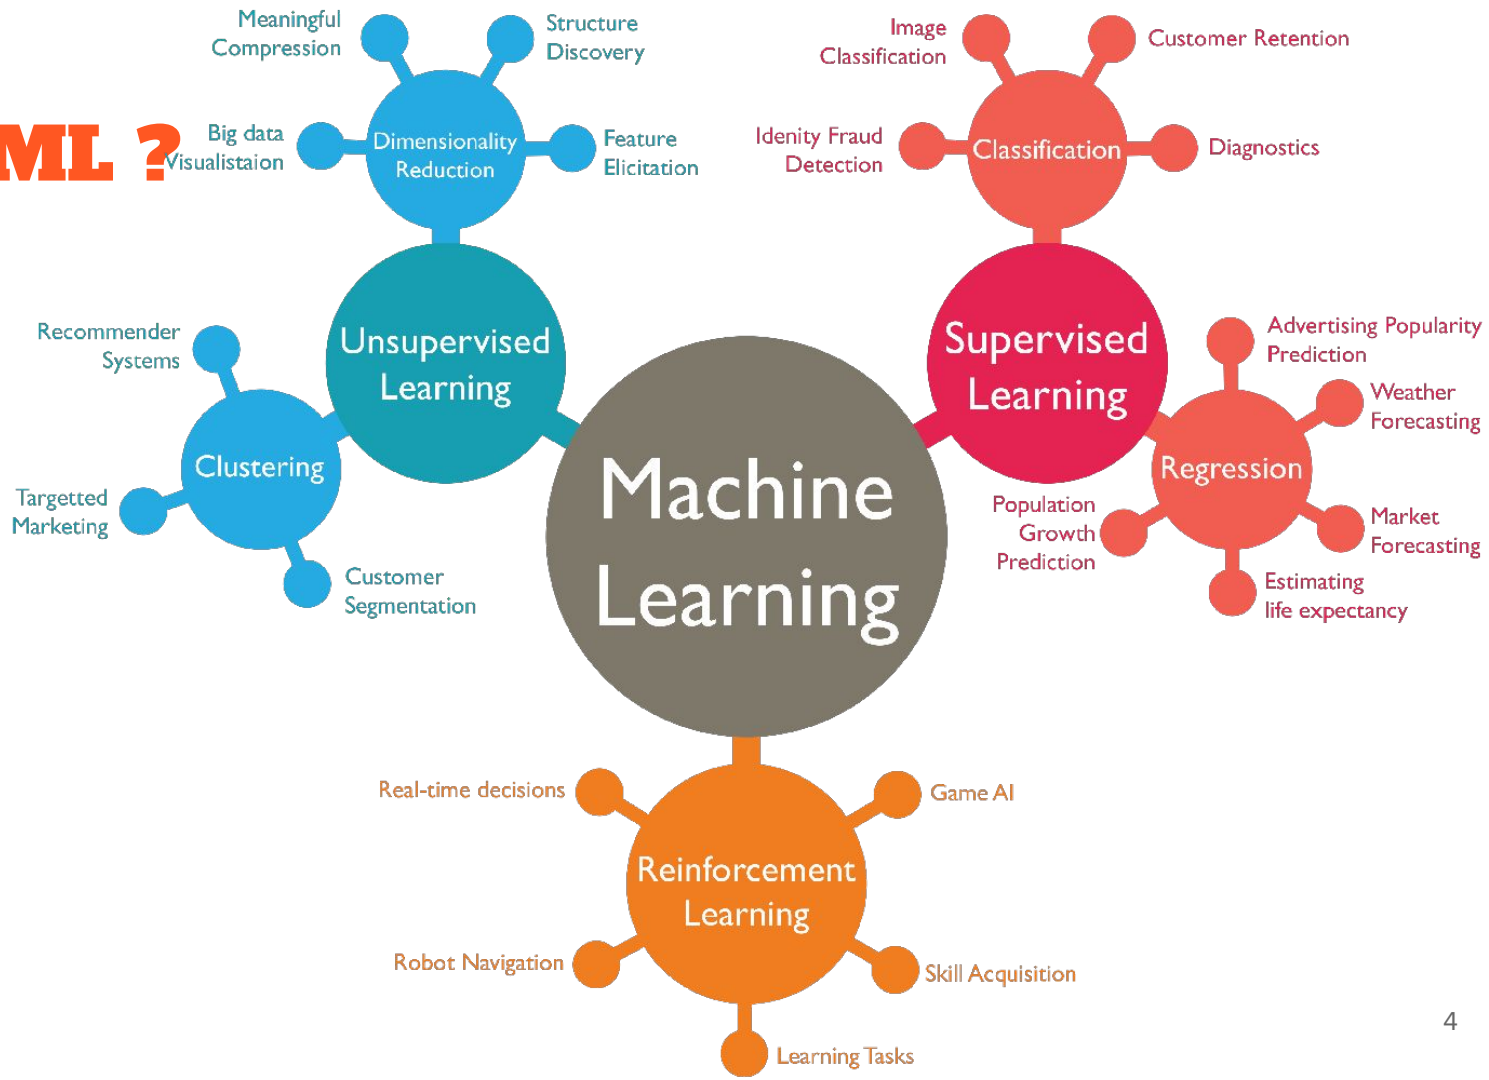 ML ?
Meaningful
Compression
Structure
Discovery
Big data
Visualistaion
Dimensionality
Reduction
Feature
Elicitation
Image
Classification
Customer Retention
Idenity Fraud
Detection
Classification
Diagnostics
Unsupervised
Learning
Recommender
Systems
Clustering
Targetted
Marketing
Customer
Segmentation
Supervised
Learning
Advertising Popularity
Prediction
Weather
Forecasting
Regression
Population
Growth
Prediction
Market
Forecasting
Estimating
life expectancy
Machine
Learning
Real-time decisions
Game AI
Reinforcement
Learning
Robot Navigation
Skill Acquisition
Learning Tasks
4